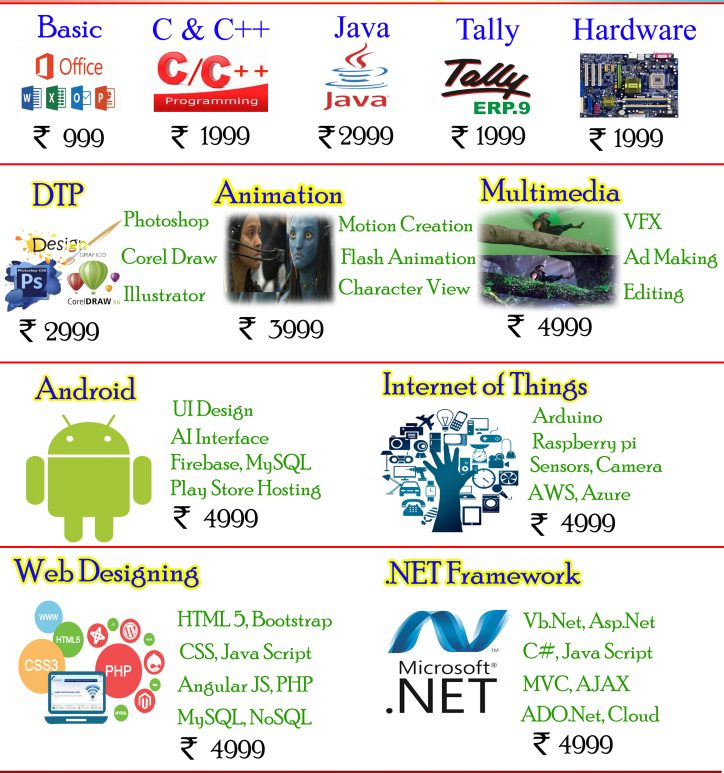 Basic
C & C++
Java
Tally
Hardware
Office
C/C++
Programming
Java
Tally
ERP.9
₹ 999
₹ 1999
₹ 2999
₹ 1999
₹ 1999
DTP
Design
GRAFICO
Photoshop CS6
Ps
CorelDRAW X6
Photoshop
Corel Draw
Illustrator
₹ 2999
Animation
Motion Creation
Flash Animation
Character View
₹ 3999
Multimedia
VFX
Ad Making
Editing
₹ 4999
Android
UI Design
AI Interface
Firebase, MySQL
Play Store Hosting
₹ 4999
Internet of Things
Arduino
Raspberry pi
Sensors, Camera
AWS, Azure
₹ 4999
Web Designing
WWW
HTML5
CSS3
PHP
MYSQL
HTML 5, Bootstrap
CSS, Java Script
Angular JS, PHP
MySQL, NoSQL
₹ 4999
.NET Framework
Microsoft®
.NET
Vb.Net, Asp.Net
C#, Java Script
MVC, AJAX
ADO.Net, Cloud
₹ 4999